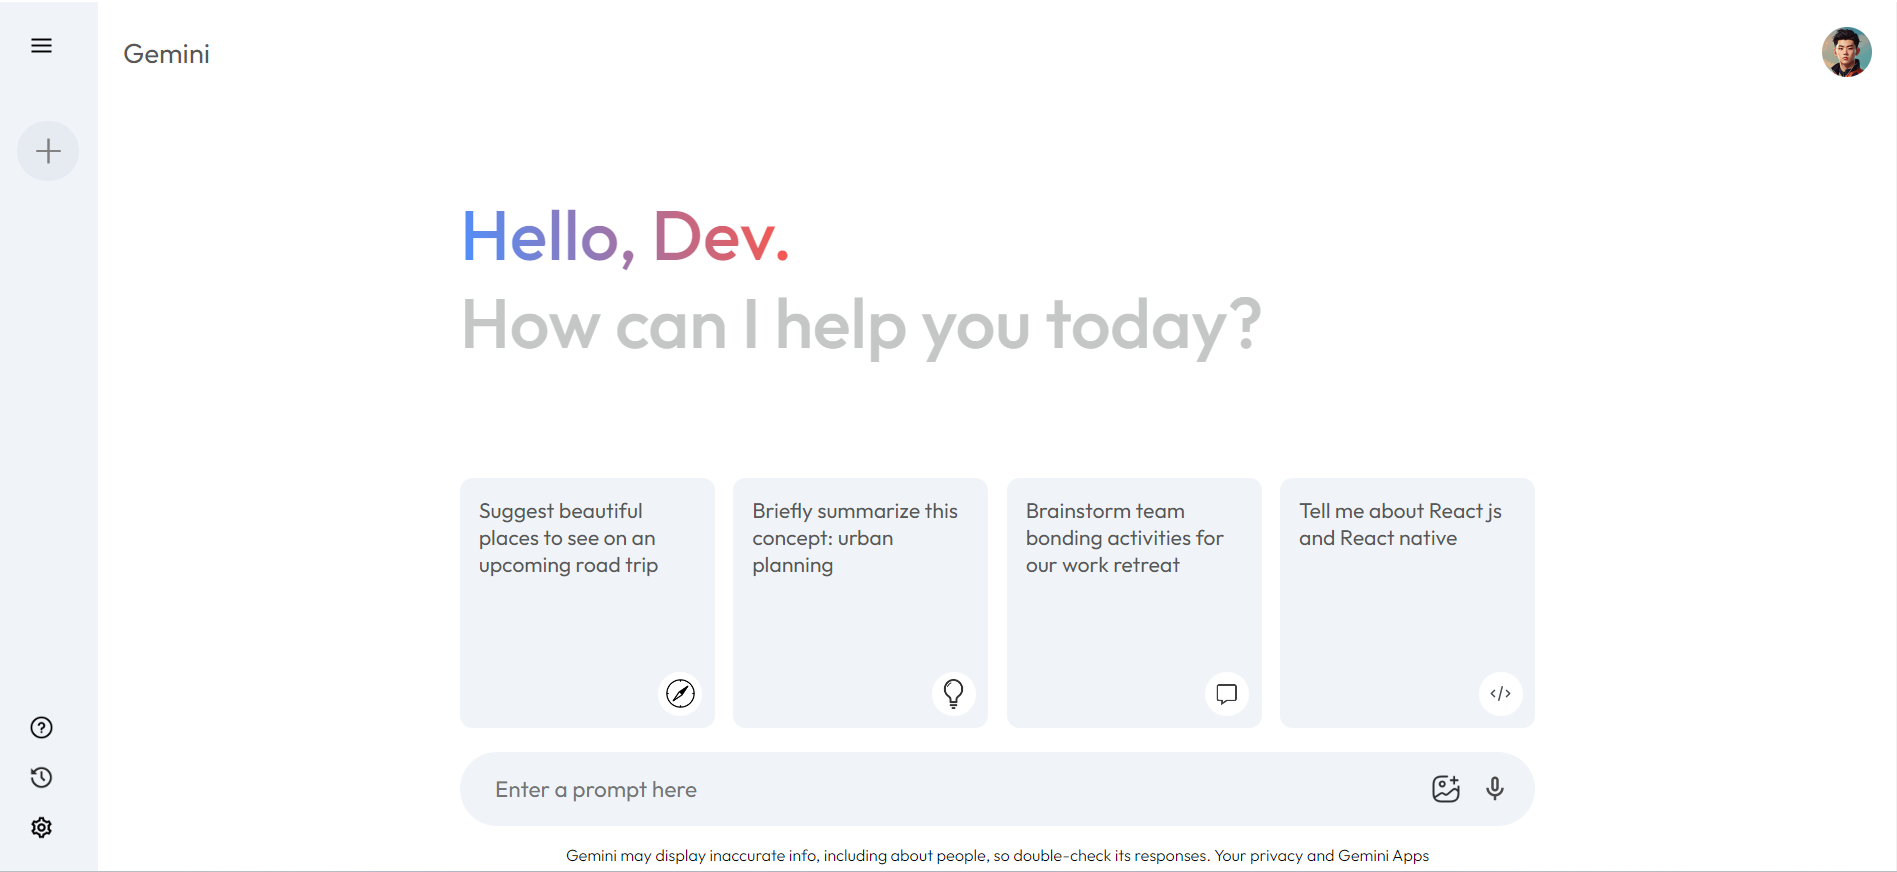 Gemini
Hello, Dev.
How can I help you today?
Suggest beautiful
places to see on an
upcoming road trip
Briefly summarize this
concept: urban
planning
Brainstorm team
bonding activities for
our work retreat
Tell me about React js
and React native
Enter a prompt here
Gemini may display inaccurate info, including about people, so double-check its responses. Your privacy and Gemini Apps